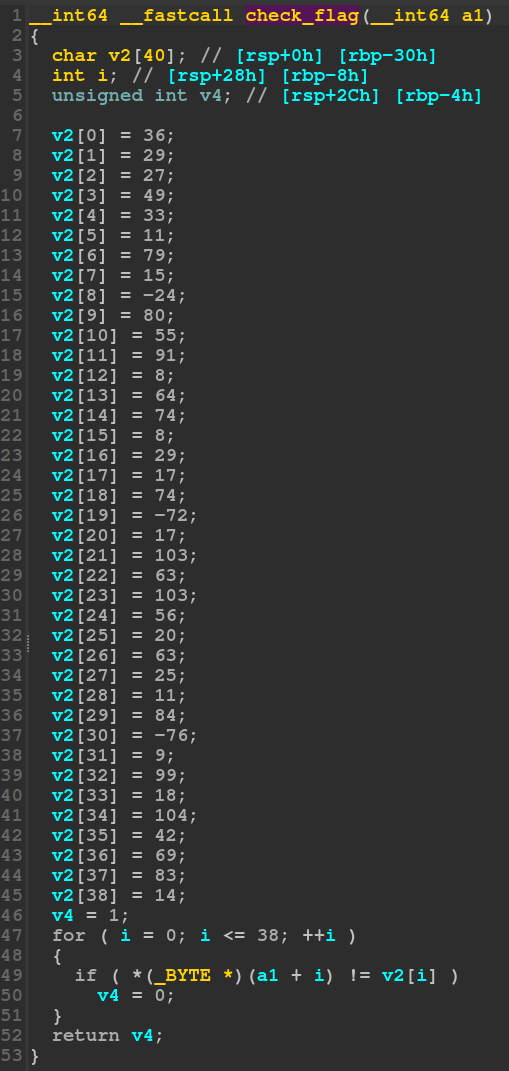 1 __int64 __fastcall check_flag(__int64 a1)
2 {
3   char v2[40]; // [rsp+0h] [rbp-30h]
4   int i; // [rsp+28h] [rbp-8h]
5   unsigned int v4; // [rsp+2Ch] [rbp-4h]
6
7   v2[0] = 36;
8   v2[1] = 29;
9   v2[2] = 27;
10   v2[3] = 49;
11   v2[4] = 33;
12   v2[5] = 11;
13   v2[6] = 79;
14   v2[7] = 15;
15   v2[8] = -24;
16   v2[9] = 80;
17   v2[10] = 55;
18   v2[11] = 91;
19   v2[12] = 8;
20   v2[13] = 64;
21   v2[14] = 74;
22   v2[15] = 8;
23   v2[16] = 29;
24   v2[17] = 17;
25   v2[18] = 74;
26   v2[19] = -72;
27   v2[20] = 17;
28   v2[21] = 103;
29   v2[22] = 63;
30   v2[23] = 103;
31   v2[24] = 56;
32   v2[25] = 20;
33   v2[26] = 63;
34   v2[27] = 25;
35   v2[28] = 11;
36   v2[29] = 84;
37   v2[30] = -76;
38   v2[31] = 9;
39   v2[32] = 99;
40   v2[33] = 18;
41   v2[34] = 104;
42   v2[35] = 42;
43   v2[36] = 69;
44   v2[37] = 83;
45   v2[38] = 14;
46   v4 = 1;
47   for ( i = 0; i <= 38; ++i )
48   {
49     if ( *(_BYTE *)(a1 + i) != v2[i] )
50       v4 = 0;
51   }
52   return v4;
53 }